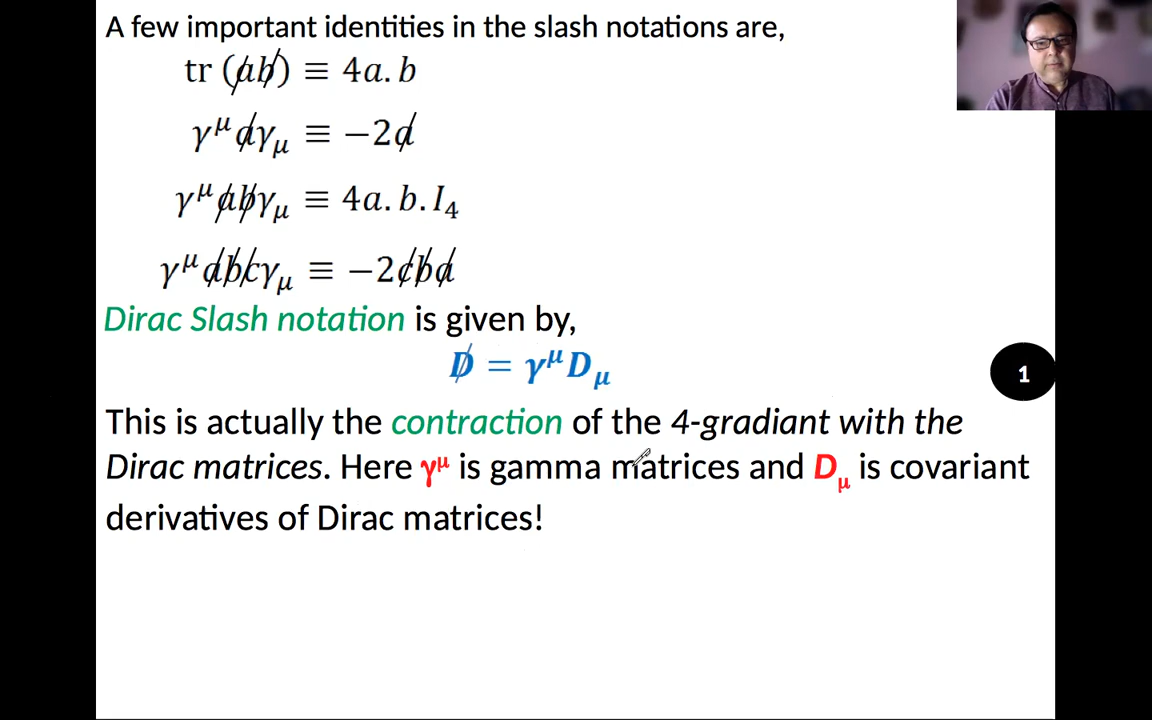 A few important identities in the slash notations are,
tr (a̸b̸) ≡ 4a.b
γ^μ a̸γ_μ ≡ −2a̸
γ^μ a̸b̸γ_μ ≡ 4a.b.I₄
γ^μ a̸b̸c̸γ_μ ≡ −2c̸b̸a̸
Dirac Slash notation is given by,
D̸ = γ^μ D_μ
1
This is actually the contraction of the 4-gradiant with the
Dirac matrices. Here γ^μ is gamma matrices and D_μ is covariant
derivatives of Dirac matrices!